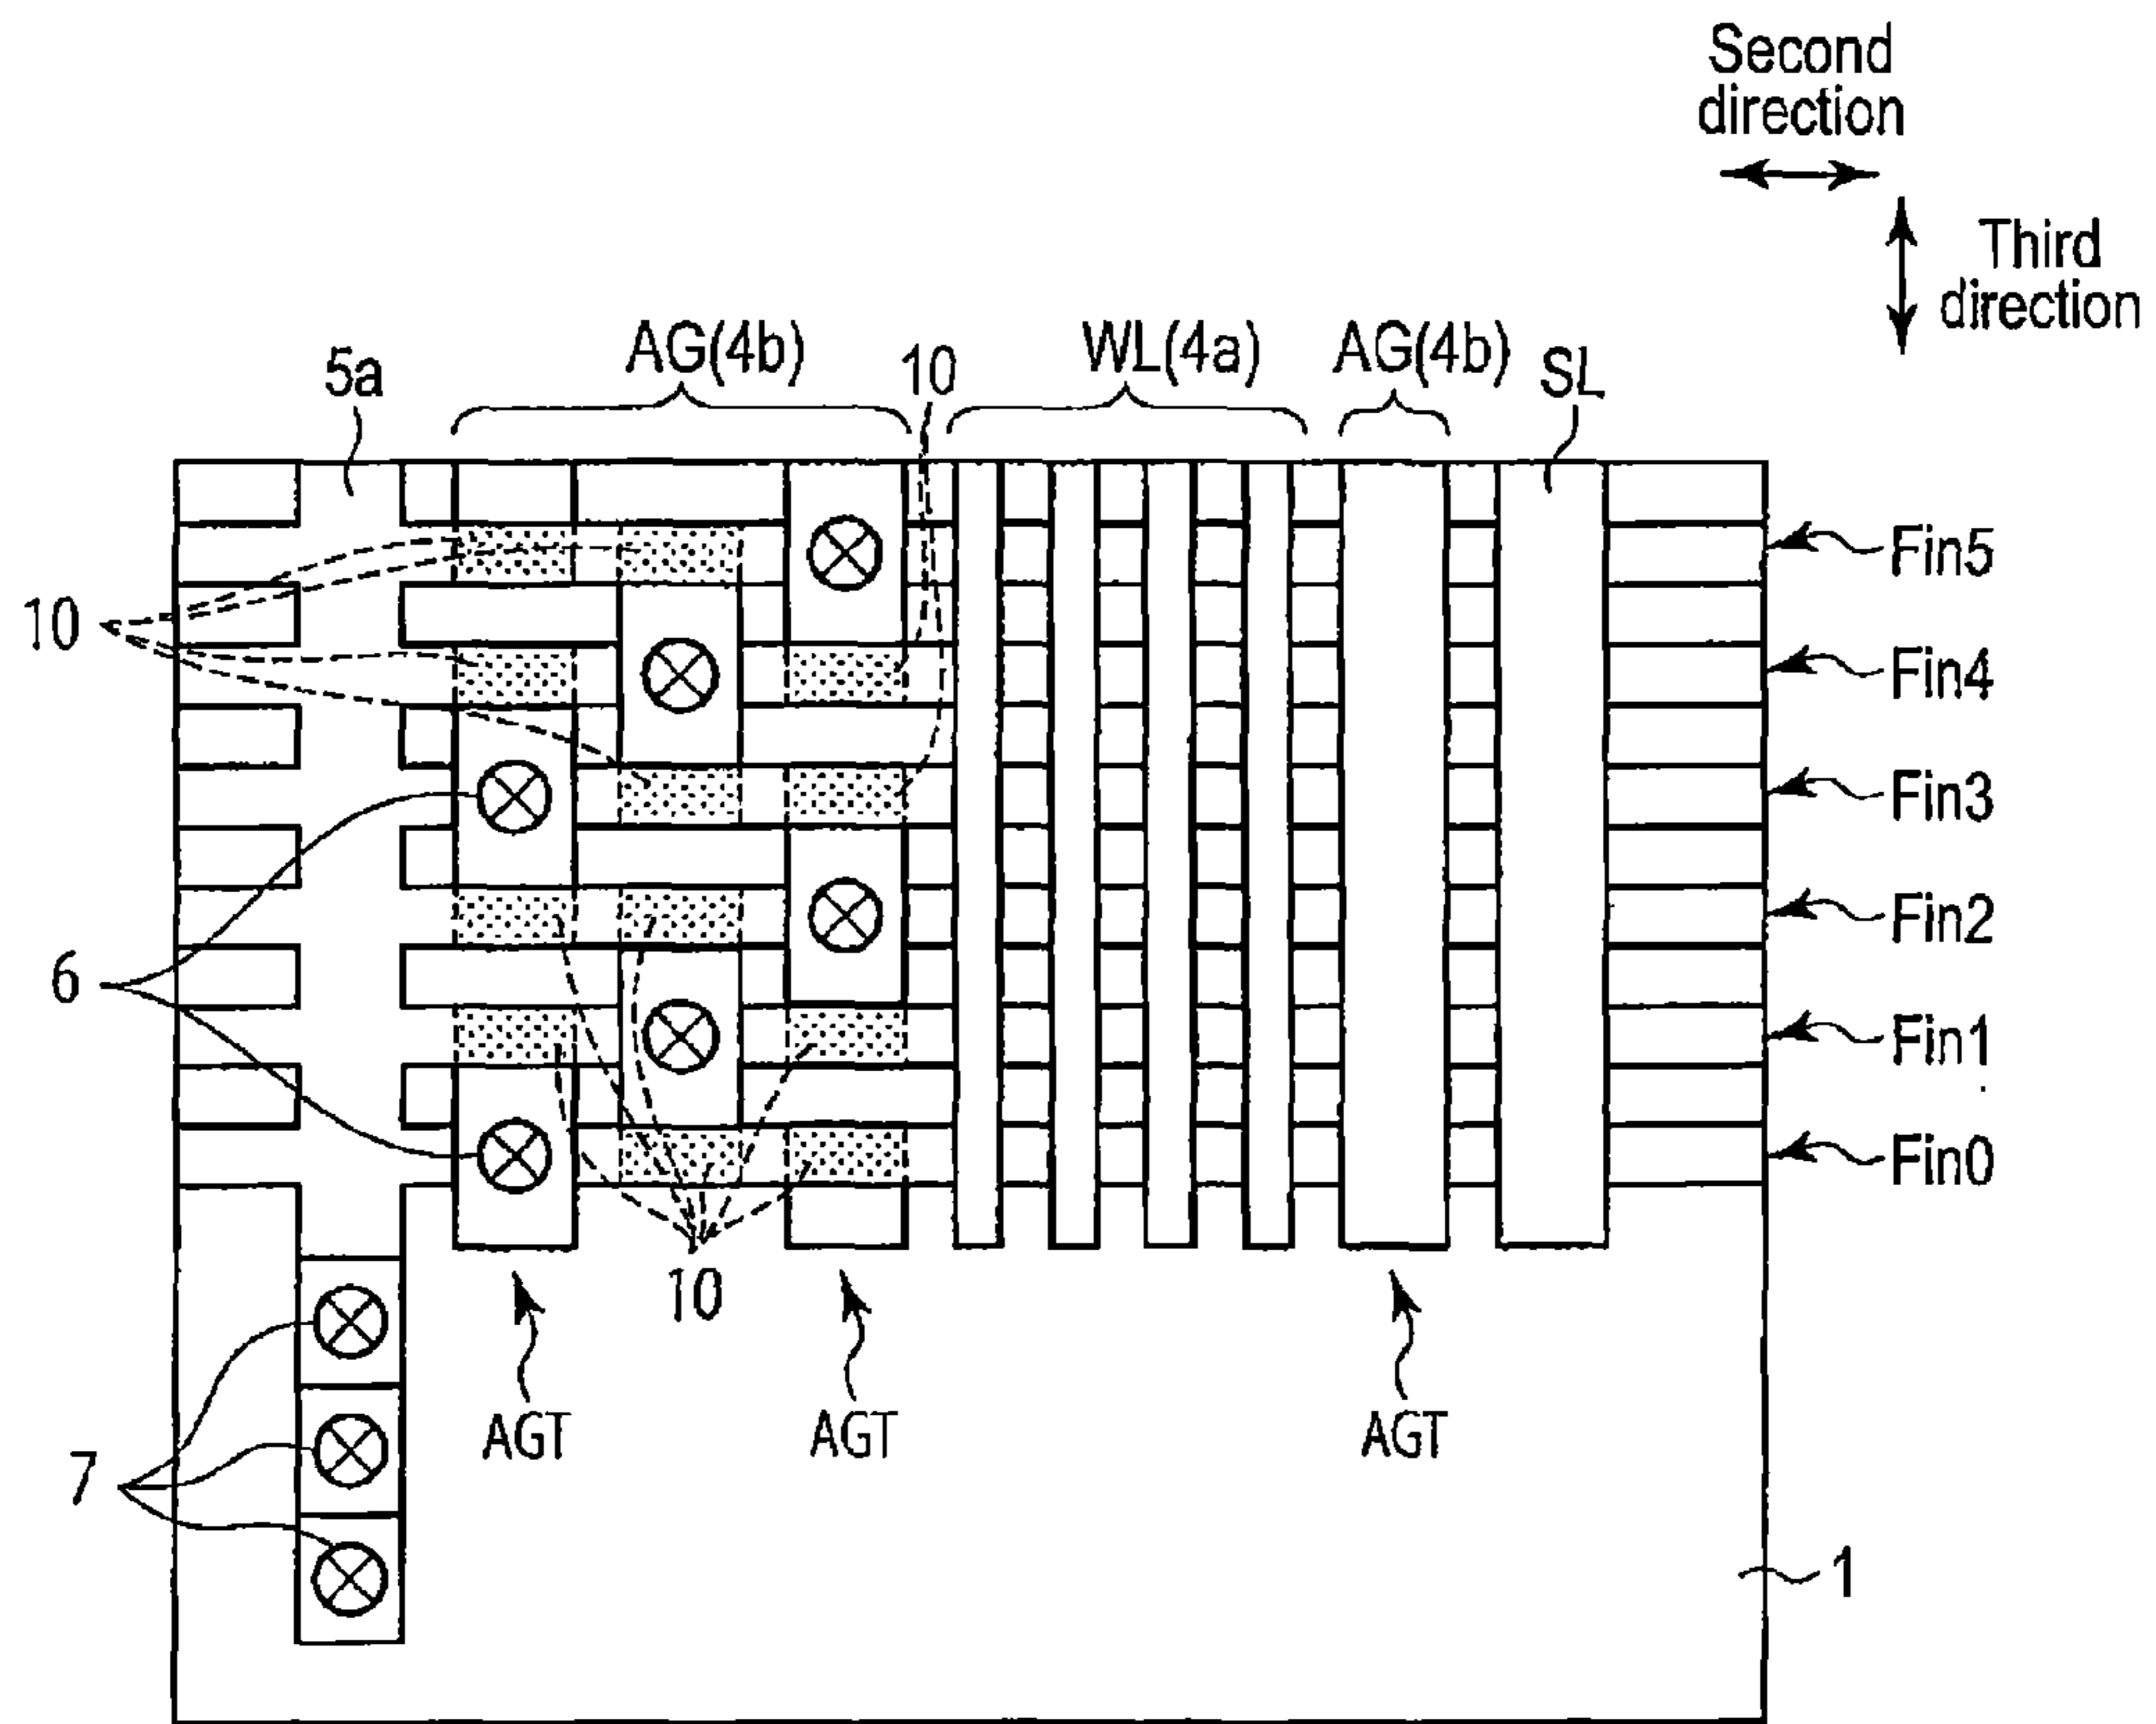 Second
direction
Third
direction
AG(4b)
WL(4a)
AG(4b)
5a
10
SL
Fin5
10
Fin4
Fin3
Fin2
6
Fin1
Fin0
10
AGT
AGT
AGT
7
1